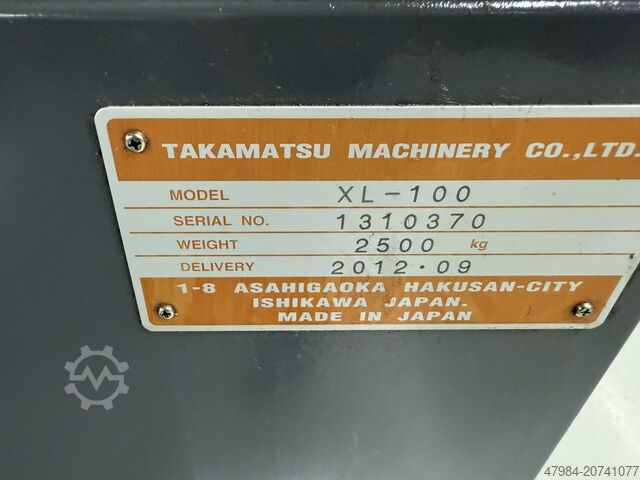 TAKAMATSU MACHINERY CO.,LTD.
MODEL XL-100
SERIAL NO. 1310370
WEIGHT 2500 kg
DELIVERY 2012·09
1-8 ASAHIGAOKA HAKUSAN-CITY
ISHIKAWA JAPAN.
MADE IN JAPAN
47984-20741077